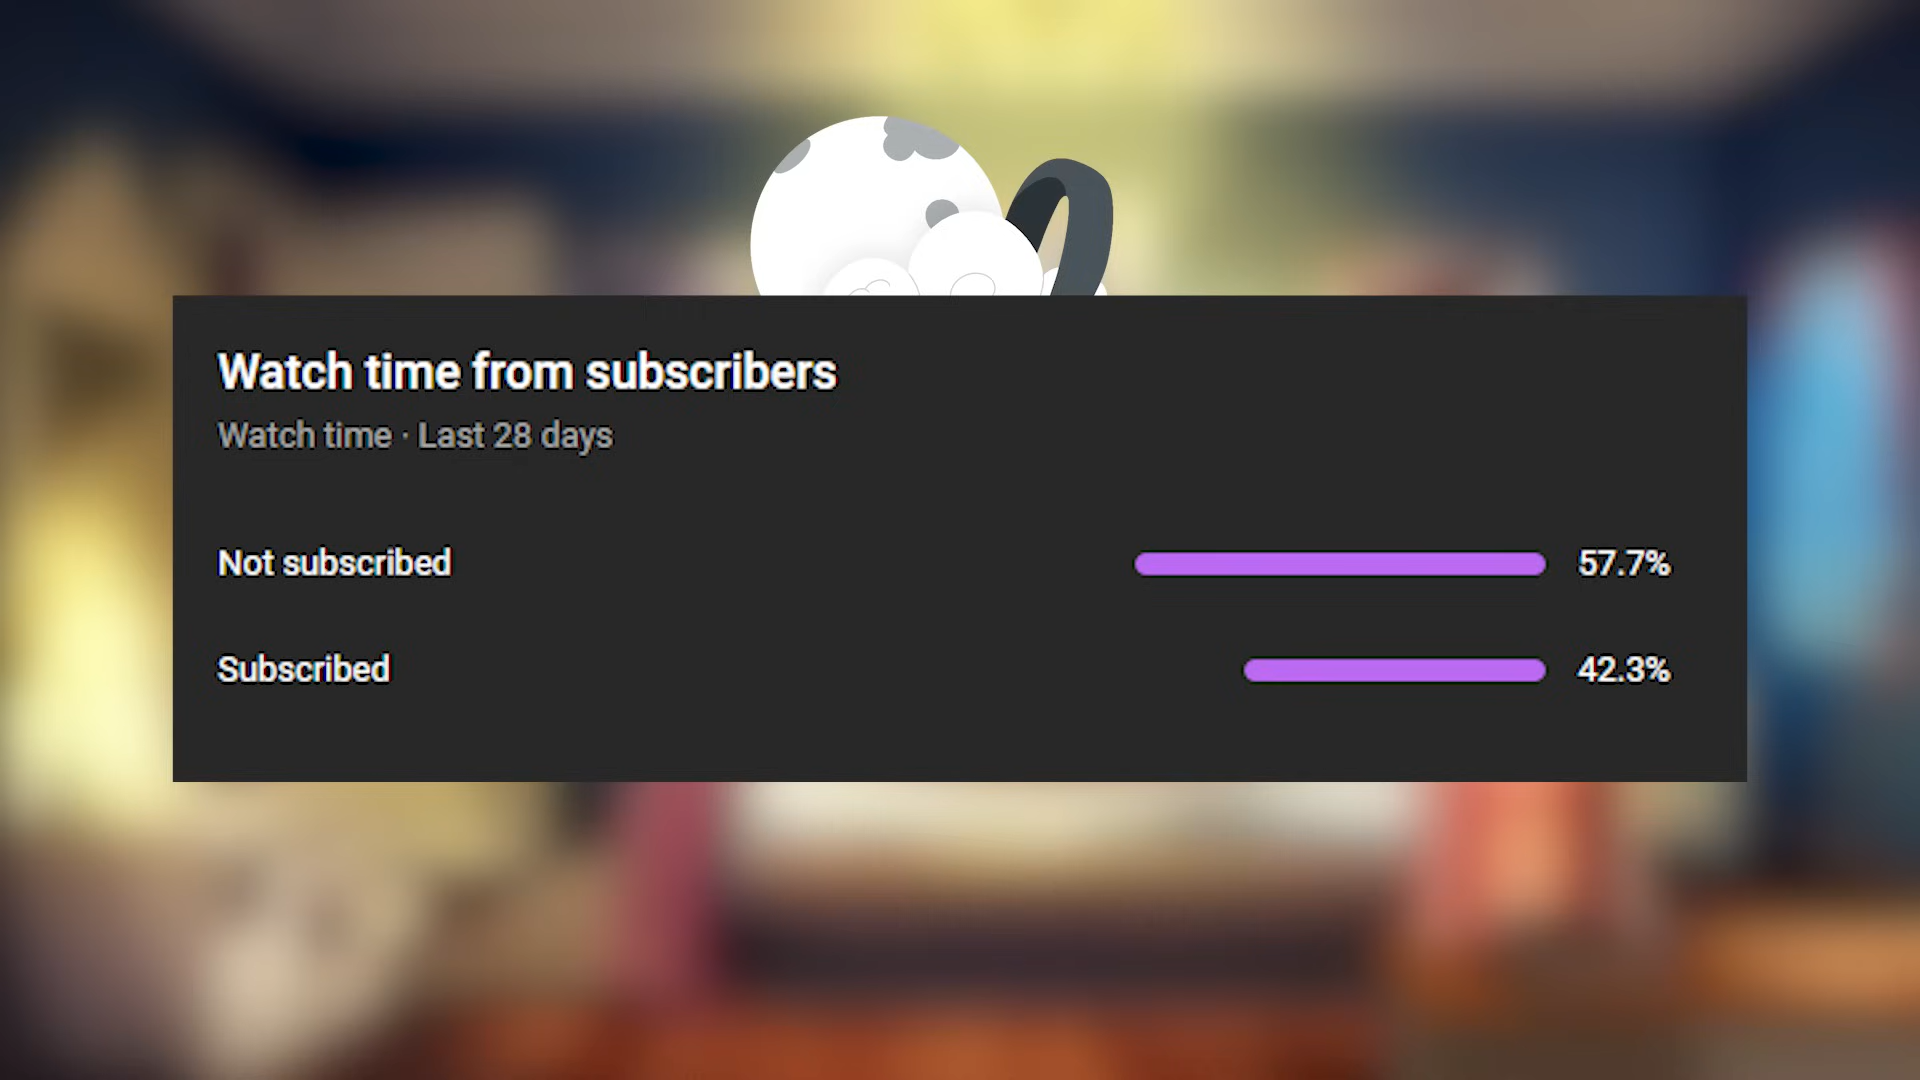 Watch time from subscribers
Watch time · Last 28 days
Not subscribed 57.7%
Subscribed 42.3%